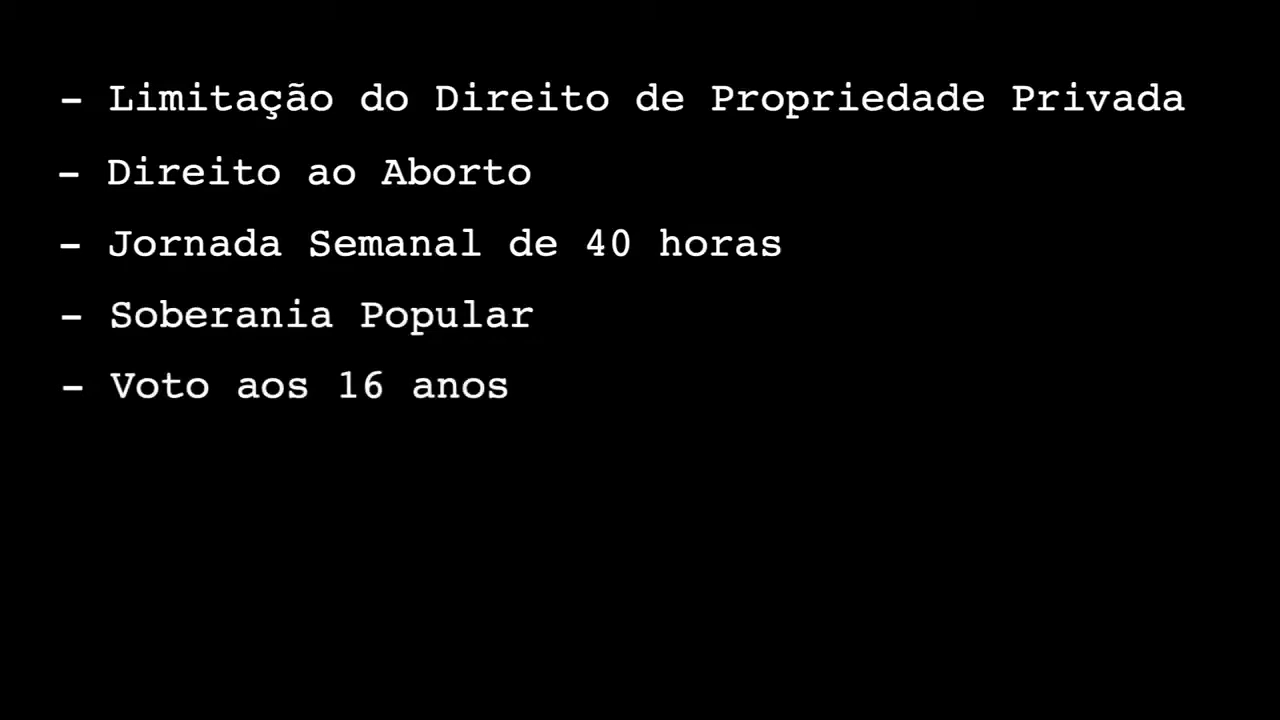 - Limitação do Direito de Propriedade Privada
- Direito ao Aborto
- Jornada Semanal de 40 horas
- Soberania Popular
- Voto aos 16 anos